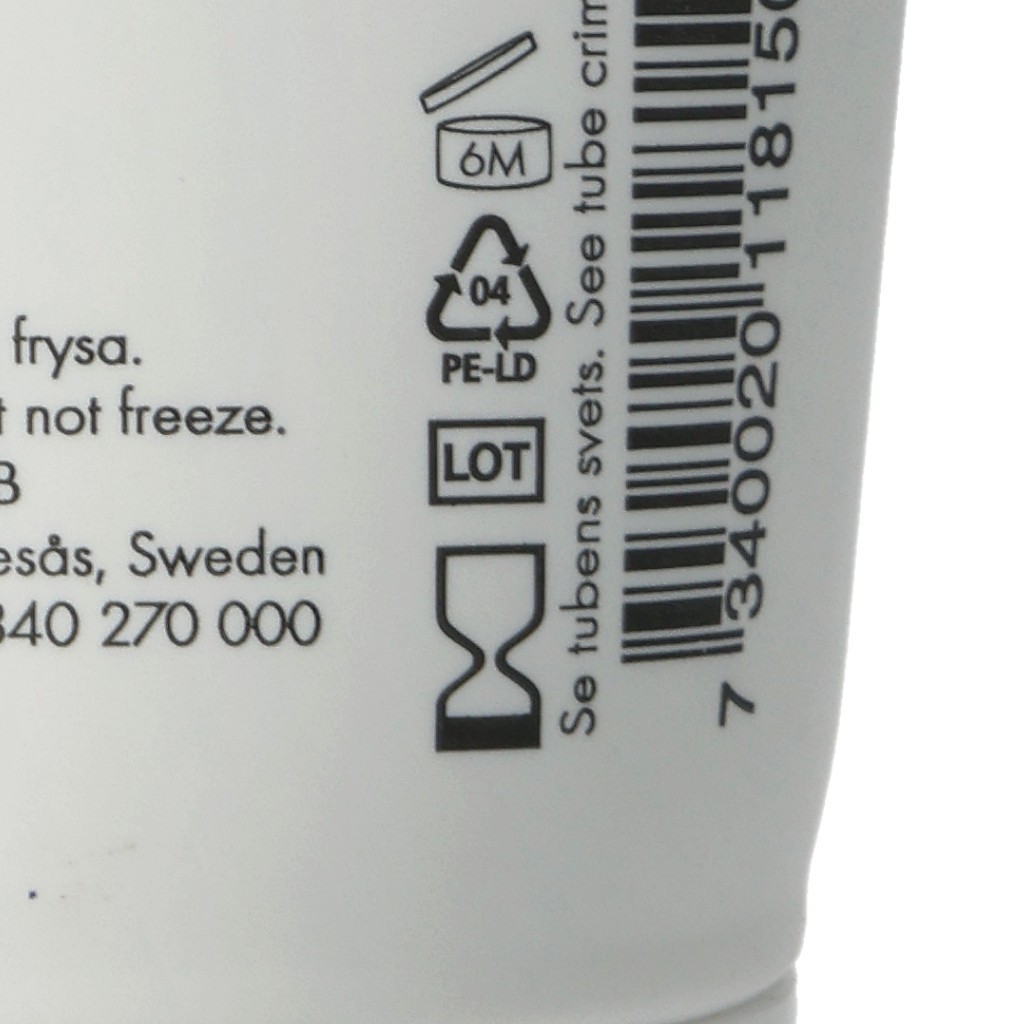 frysa.
not freeze.
esås, Sweden
340 270 000
6M
04
PE-LD
LOT
Se tubens svets. See tube
7 340020 11815